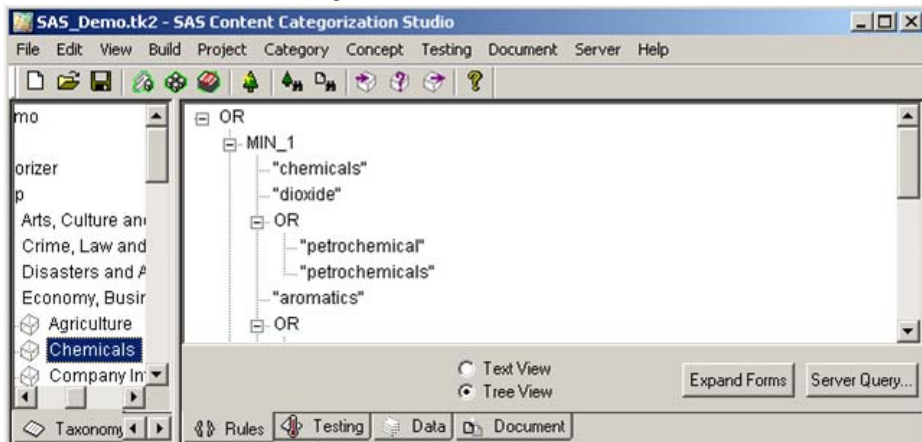 SAS_Demo.tk2 - SAS Content Categorization Studio
File Edit View Build Project Category Concept Testing Document Server Help
mo
orizer
p
Arts, Culture an
Crime, Law and
Disasters and A
Economy, Busir
Agriculture
Chemicals
Company In
Taxonomy
OR
MIN_1
"chemicals"
"dioxide"
OR
"petrochemical"
"petrochemicals"
"aromatics"
OR
Text View
Tree View
Expand Forms
Server Query...
Rules Testing Data Document